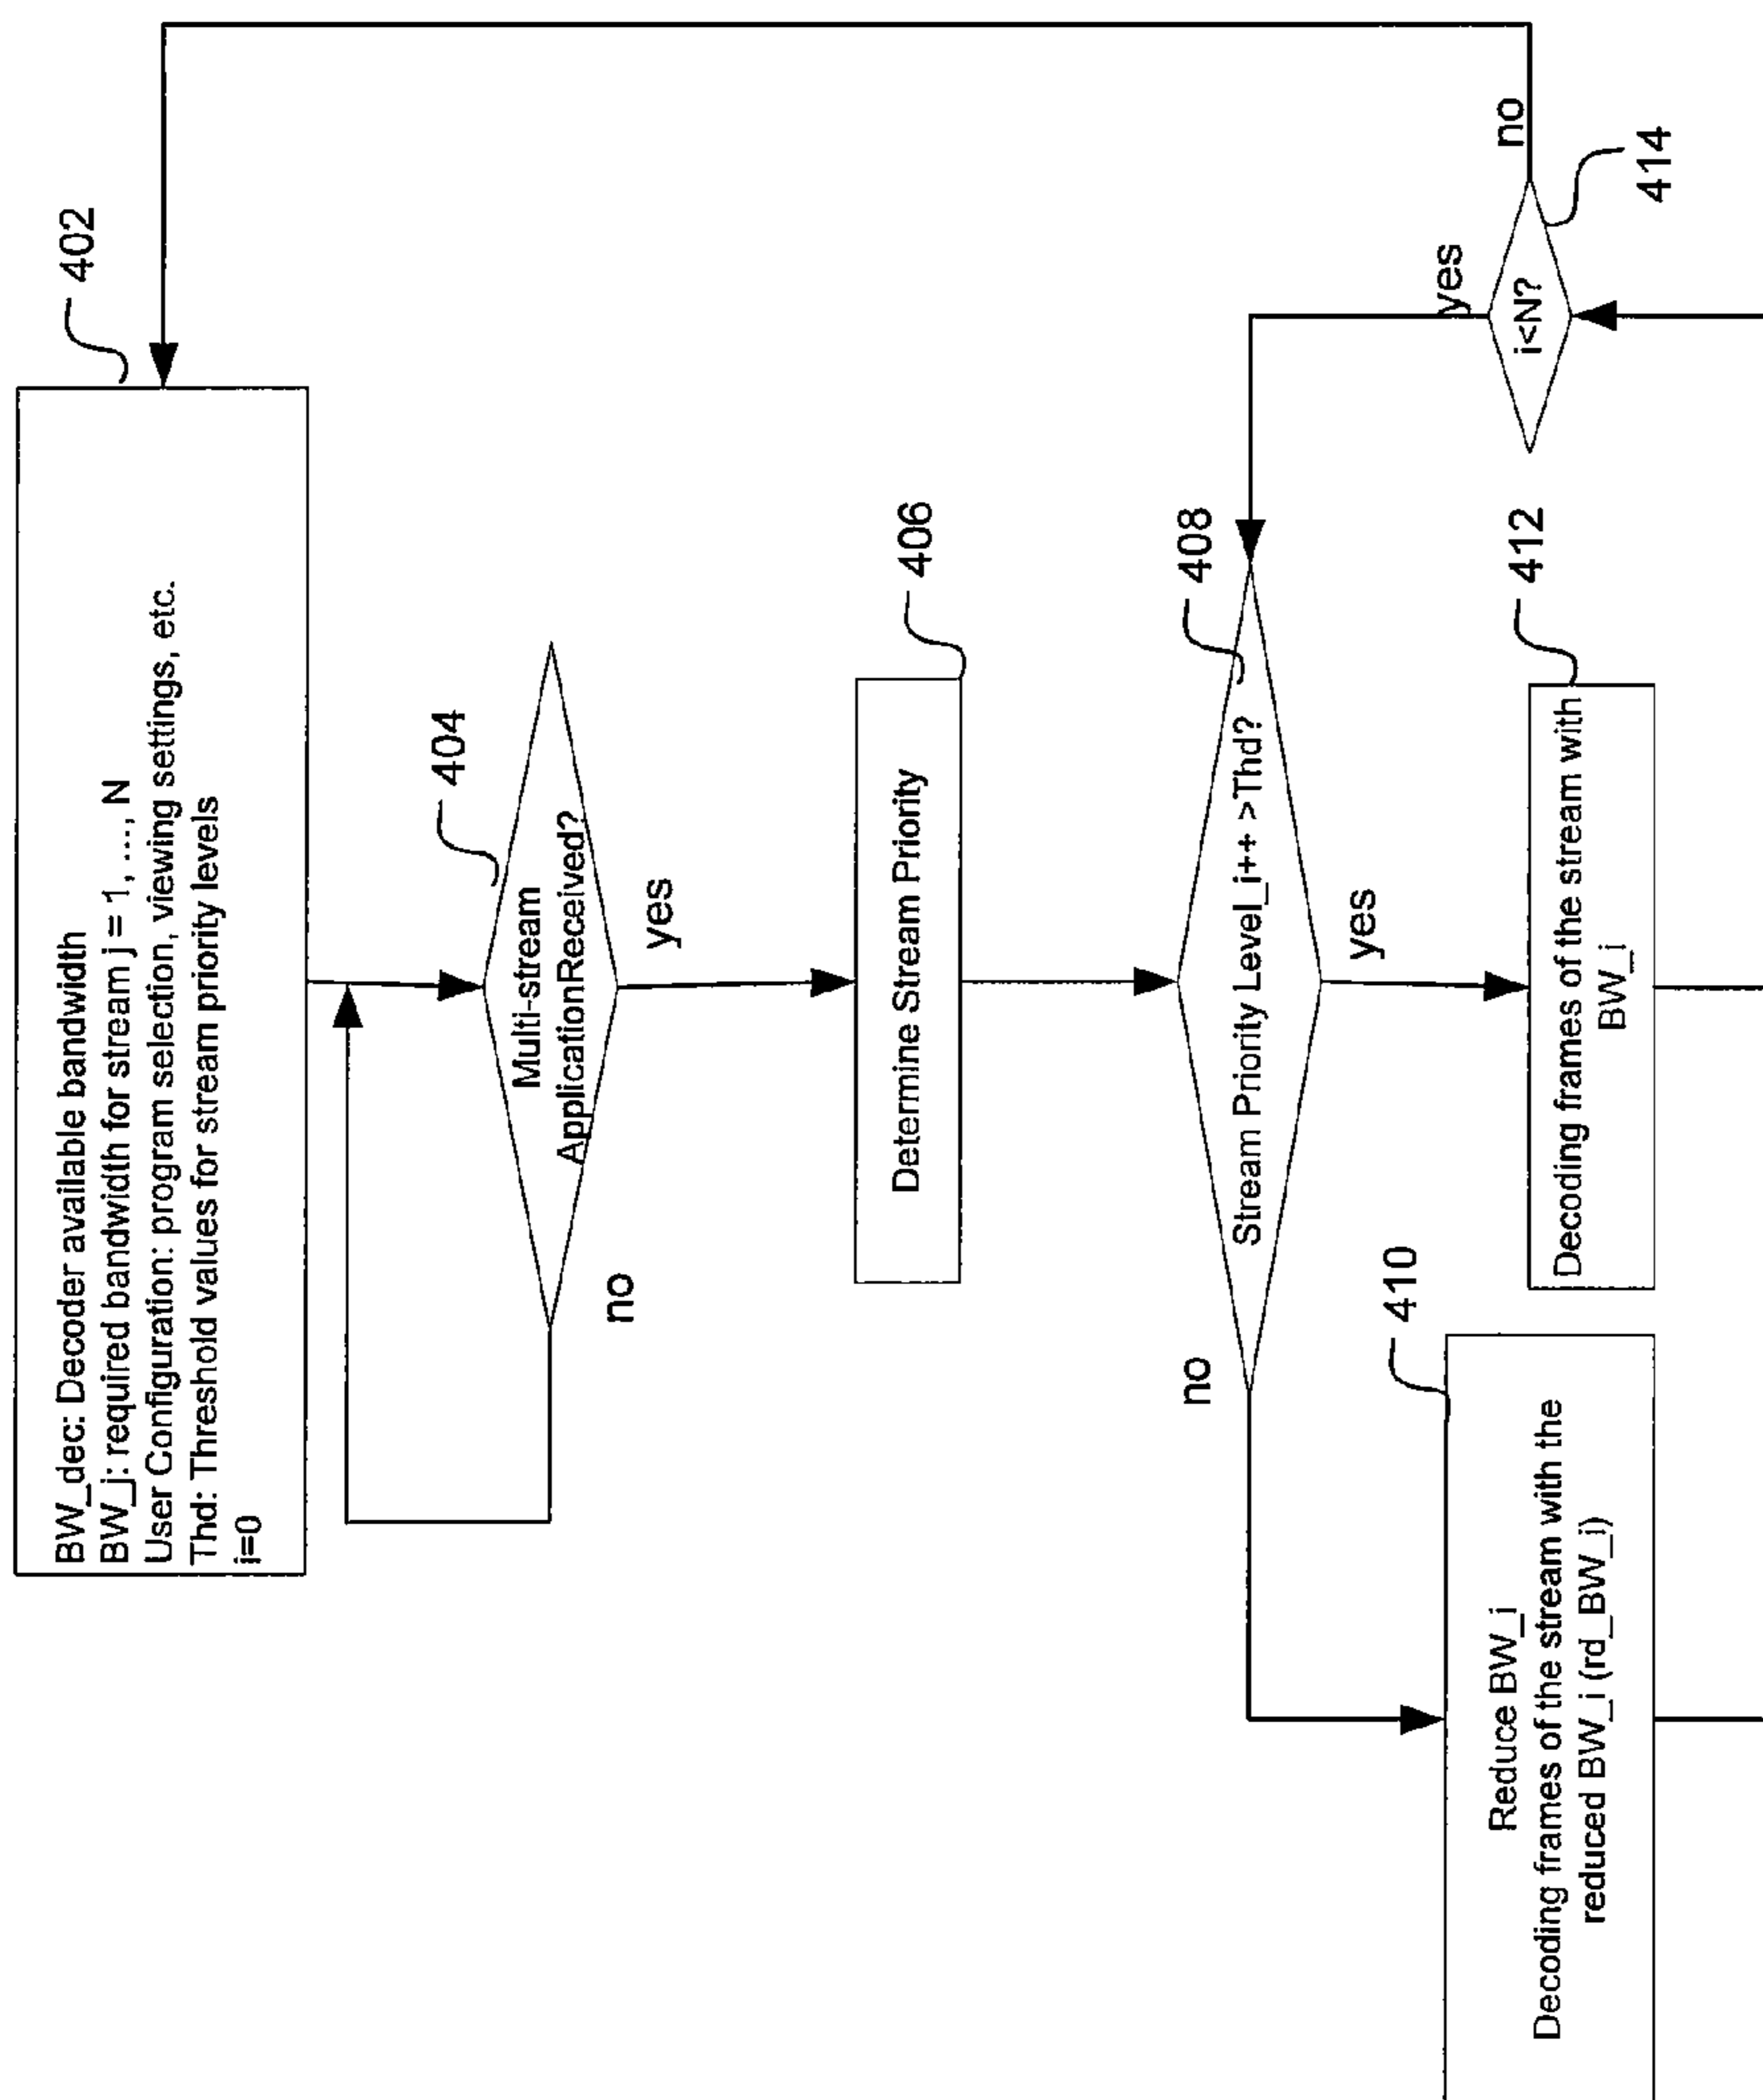 402
BW_dec: Decoder available bandwidth
BW_j: required bandwidth for stream j = 1, ..., N
User Configuration: program selection, viewing settings, etc.
Thd: Threshold values for stream priority levels
i=0
404
Multi-stream
ApplicationReceived?
no
yes
406
Determine Stream Priority
408
Stream Priority Level_i++ >Thd?
no
yes
410
Reduce BW_i
Decoding frames of the stream with the
reduced BW_i (rd_BW_i)
412
Decoding frames of the stream with
BW_i
yes
no
i<N?
414